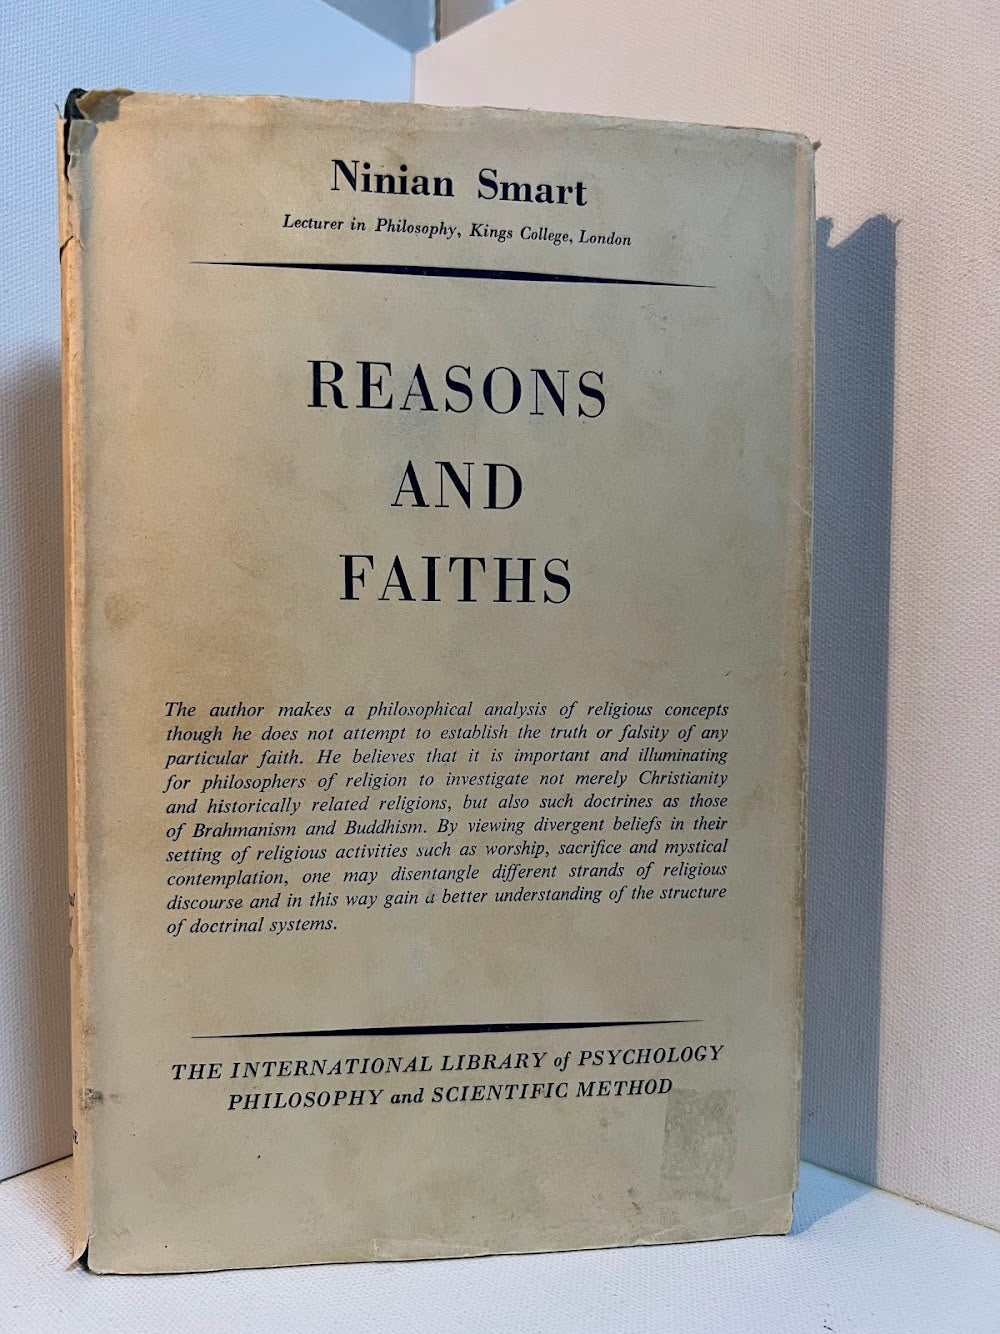 Ninian Smart
Lecturer in Philosophy, Kings College, London
REASONS
AND
FAITHS
The author makes a philosophical analysis of religious concepts
though he does not attempt to establish the truth or falsity of any
particular faith. He believes that it is important and illuminating
for philosophers of religion to investigate not merely Christianity
and historically related religions, but also such doctrines as those
of Brahmanism and Buddhism. By viewing divergent beliefs in their
setting of religious activities such as worship, sacrifice and mystical
contemplation, one may disentangle different strands of religious
discourse and in this way gain a better understanding of the structure
of doctrinal systems.
THE INTERNATIONAL LIBRARY of PSYCHOLOGY
PHILOSOPHY and SCIENTIFIC METHOD